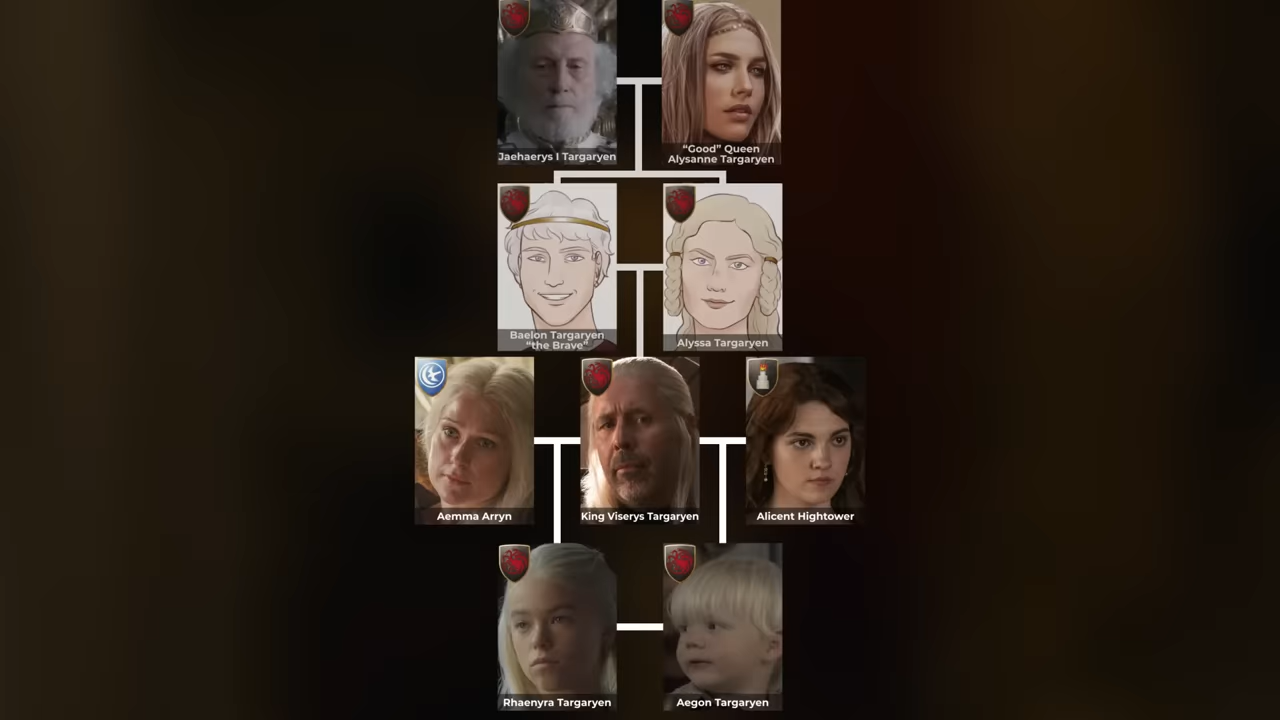 Jaehaerys I Targaryen
“Good” Queen
Alysanne Targaryen
Baelon Targaryen
“the Brave”
Alyssa Targaryen
Aemma Arryn
King Viserys Targaryen
Alicent Hightower
Rhaenyra Targaryen
Aegon Targaryen